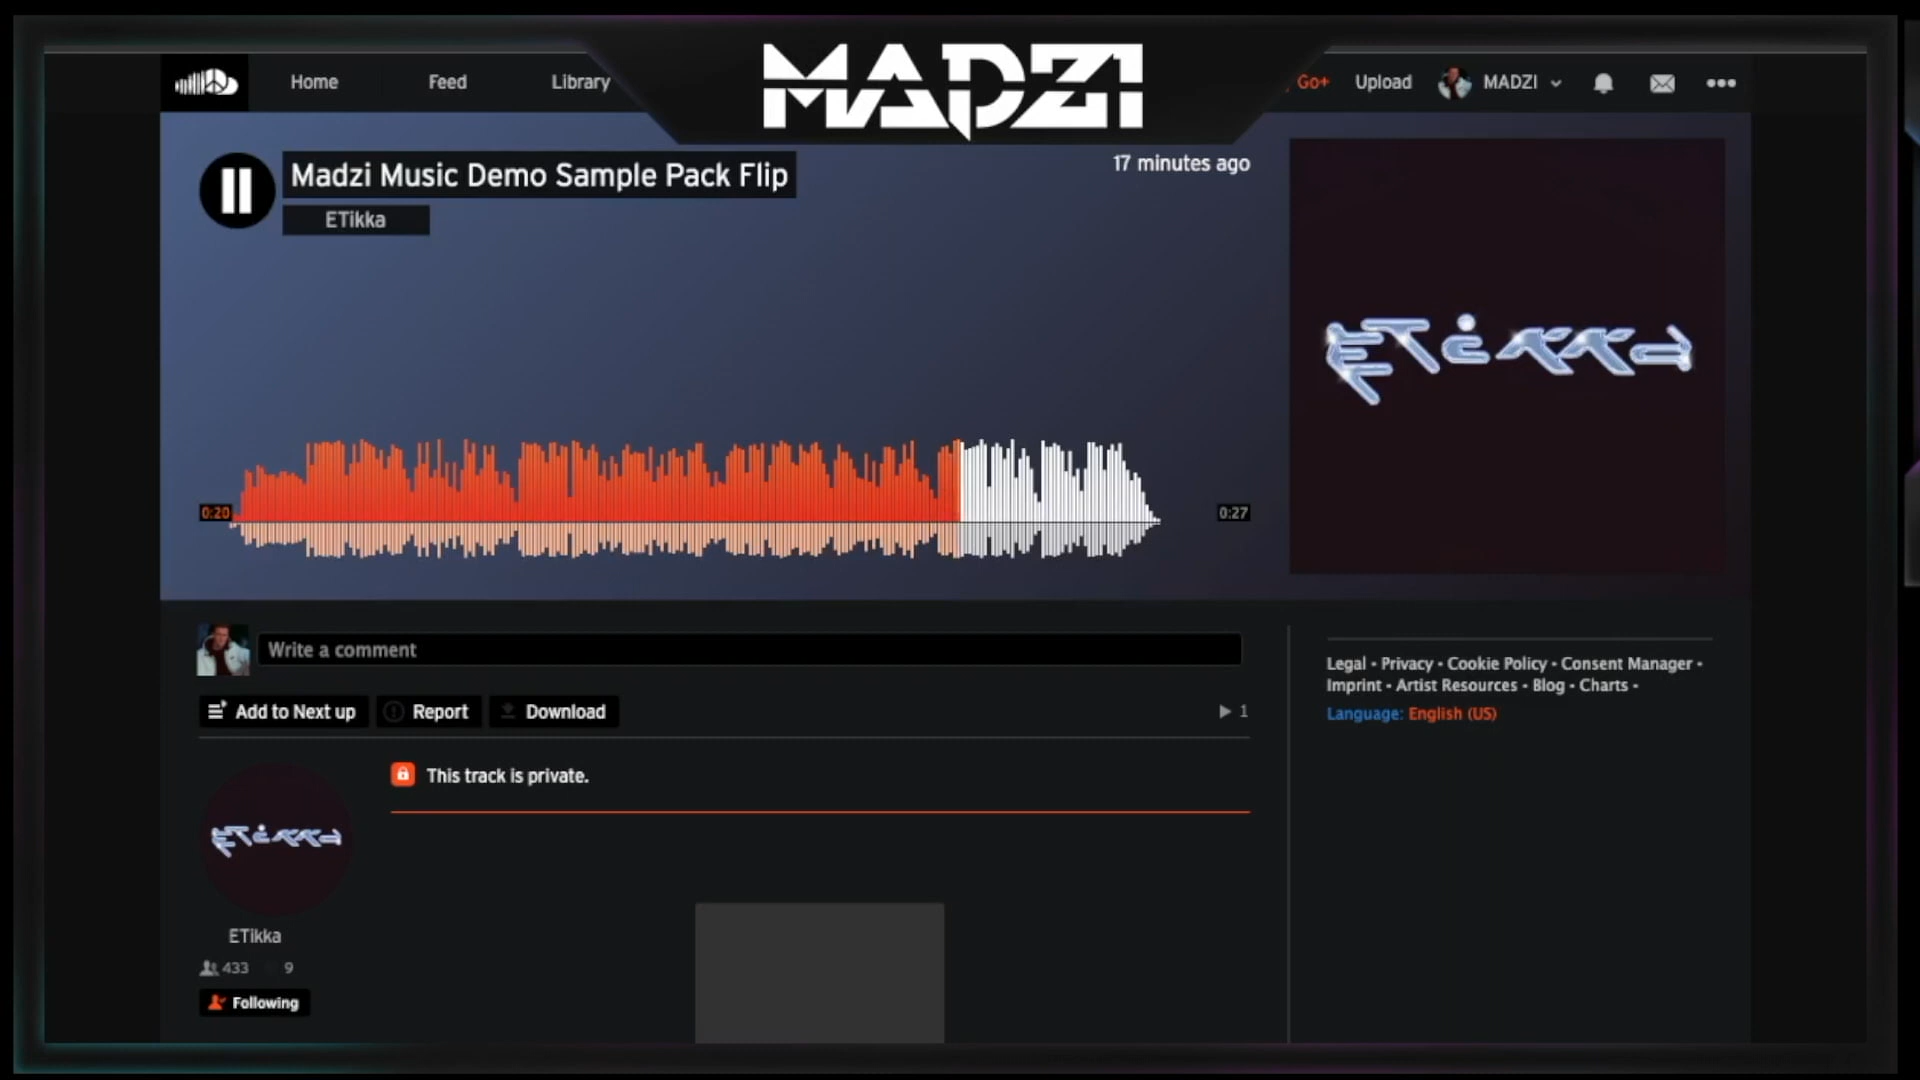 MADZI
Home
Feed
Library
Go+
Upload
MADZI
Madzi Music Demo Sample Pack Flip
ETikka
17 minutes ago
ETikka
0:20
0:27
Write a comment
Add to Next up
Report
Download
1
This track is private.
ETikka
ETikka
433
9
Following
Legal - Privacy - Cookie Policy - Consent Manager -
Imprint - Artist Resources - Blog - Charts -
Language: English (US)